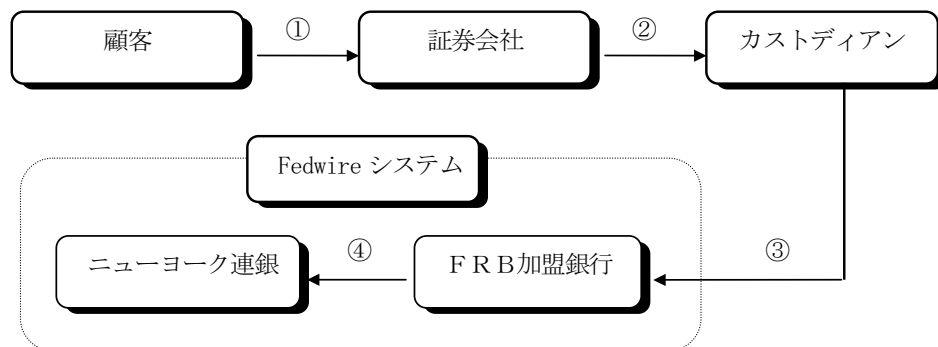 顧客
①
証券会社
②
カストディアン
Fedwire システム
ニューヨーク連銀
④
ＦＲＢ加盟銀行
③